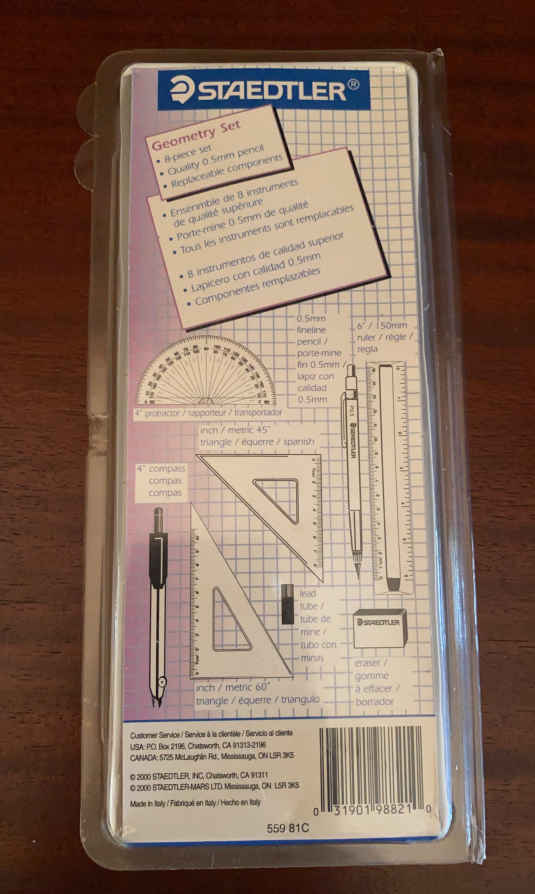 STAEDTLER®
Geometry Set
• 8-piece set
• Quality 0.5mm pencil
• Replaceable components
• Ensemble de 8 instruments
de qualité supérieure
• Porte-mine 0.5mm de qualité
• Tous les instruments sont remplacables
• 8 instrumentos de calidad superior
• Lapicero con calidad 0.5mm
• Componentes remplazables
0.5mm
fineline
pencil /
porte-mine
fin 0.5mm /
lapiz con
calidad
0.5mm
6" / 150mm
ruler / règle /
regla
4" protractor / rapporteur / transportador
inch / metric 45°
triangle / équerre / spanish
4" compass
compas
compas
STAEDTLER
lead
tube /
tube de
mine /
tubo con
minas
STAEDTLER
eraser /
gomme
à effacer /
borrador
inch / metric 60°
triangle / équerre / triangulo
Customer Service / Service à la clientèle / Servicio al cliente
USA: P.O. Box 2196, Chatsworth, CA 91313-2196
CANADA: 5725 McLaughlin Rd., Mississauga, ON L5R 3K5
© 2000 STAEDTLER, INC, Chatsworth, CA 91311
© 2000 STAEDTLER-MARS LTD. Mississauga, ON L5R 3K5
Made in Italy / Fabriqué en Italy / Hecho en Italy
0 31901 98821 0
559 81C